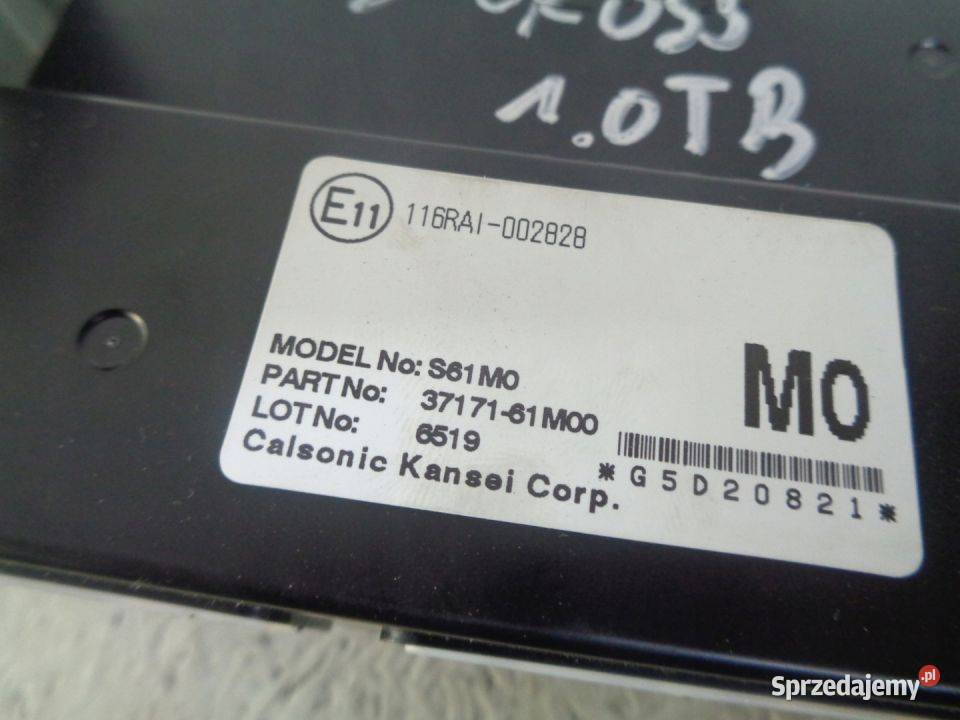 CROSS
1.0TB
E11
116RAI-002828
MODEL No: S61M0
PART No: 37171-61M00
LOT No: 6519
Calsonic Kansei Corp.
M0
*G5D20821*
Sprzedajemy.pl